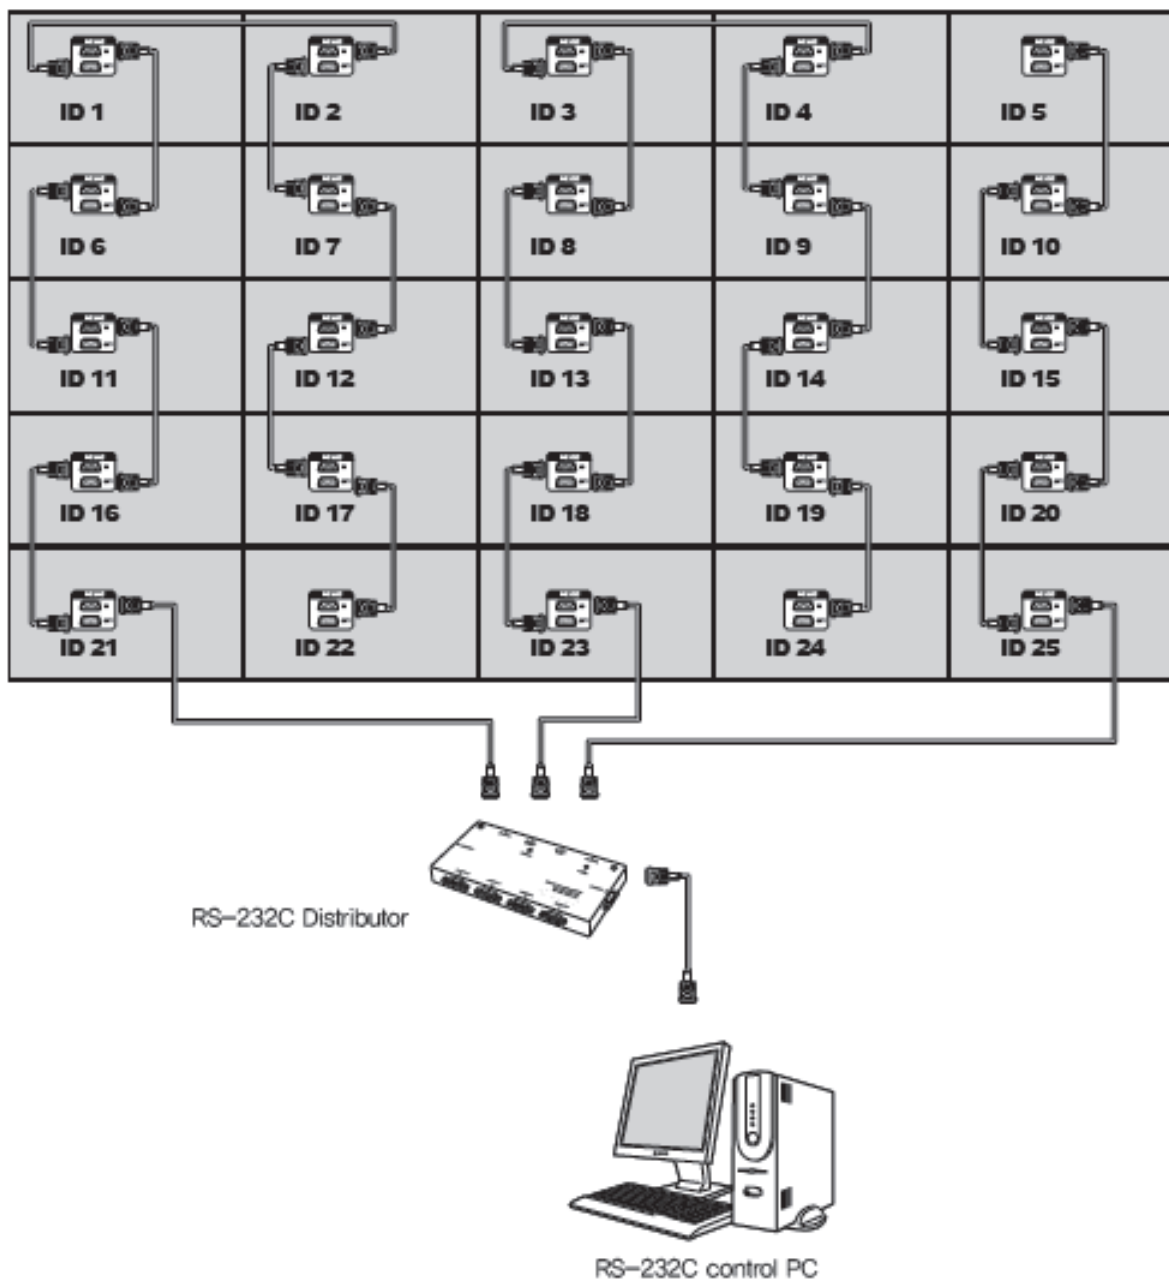 ID 1 ID 2 ID 3 ID 4 ID 5
ID 6 ID 7 ID 8 ID 9 ID 10
ID 11 ID 12 ID 13 ID 14 ID 15
ID 16 ID 17 ID 18 ID 19 ID 20
ID 21 ID 22 ID 23 ID 24 ID 25
RS-232C Distributor
RS-232C control PC